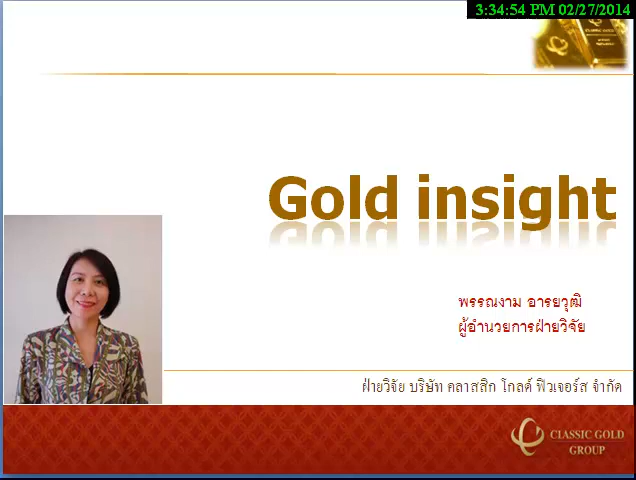 3:34:54 PM 02/27/2014
Gold insight
พรรณงาม อารยวุฒิ
ผู้อำนวยการฝ่ายวิจัย
ฝ่ายวิจัย บริษัท คลาสสิก โกลด์ ฟิวเจอร์ส จำกัด
CLASSIC GOLD
GROUP